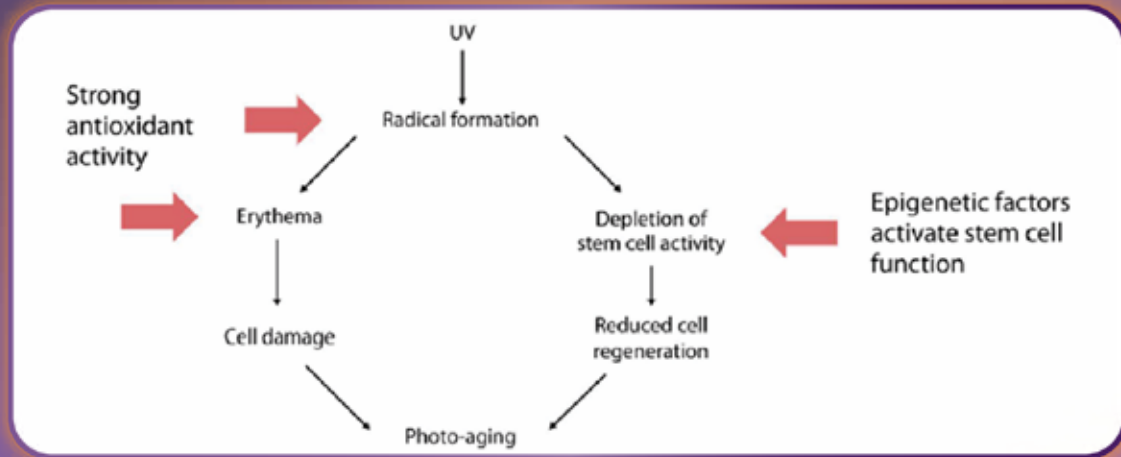 UV
Strong
antioxidant
activity
Radical formation
Erythema
Depletion of
stem cell activity
Epigenetic factors
activate stem cell
function
Cell damage
Reduced cell
regeneration
Photo-aging